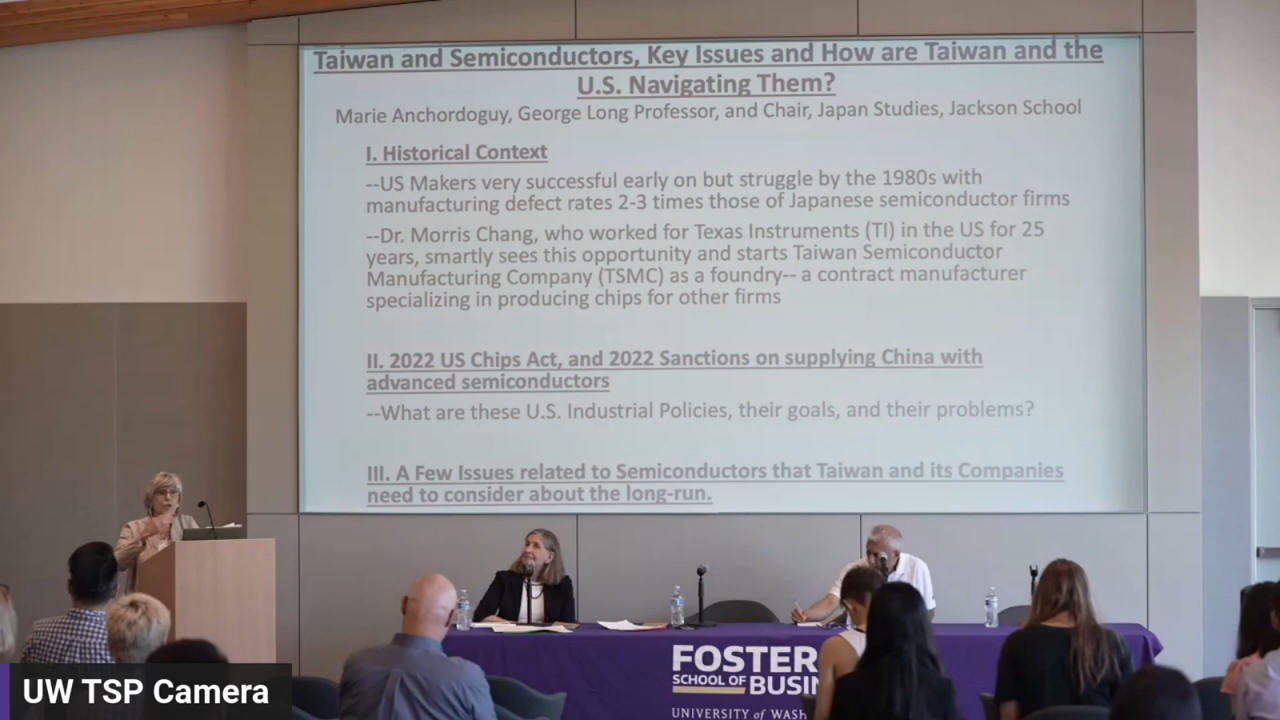 Taiwan and Semiconductors, Key Issues and How are Taiwan and the
U.S. Navigating Them?
Marie Anchordoguy, George Long Professor, and Chair, Japan Studies, Jackson School
I. Historical Context
--US Makers very successful early on but struggle by the 1980s with
manufacturing defect rates 2-3 times those of Japanese semiconductor firms
--Dr. Morris Chang, who worked for Texas Instruments (TI) in the US for 25
years, smartly sees this opportunity and starts Taiwan Semiconductor
Manufacturing Company (TSMC) as a foundry-- a contract manufacturer
specializing in producing chips for other firms
II. 2022 US Chips Act, and 2022 Sanctions on supplying China with
advanced semiconductors
--What are these U.S. Industrial Policies, their goals, and their problems?
III. A Few Issues related to Semiconductors that Taiwan and its Companies
need to consider about the long-run.
FOSTER
SCHOOL OF BUSIN
UNIVERSITY of WASH
UW TSP Camera